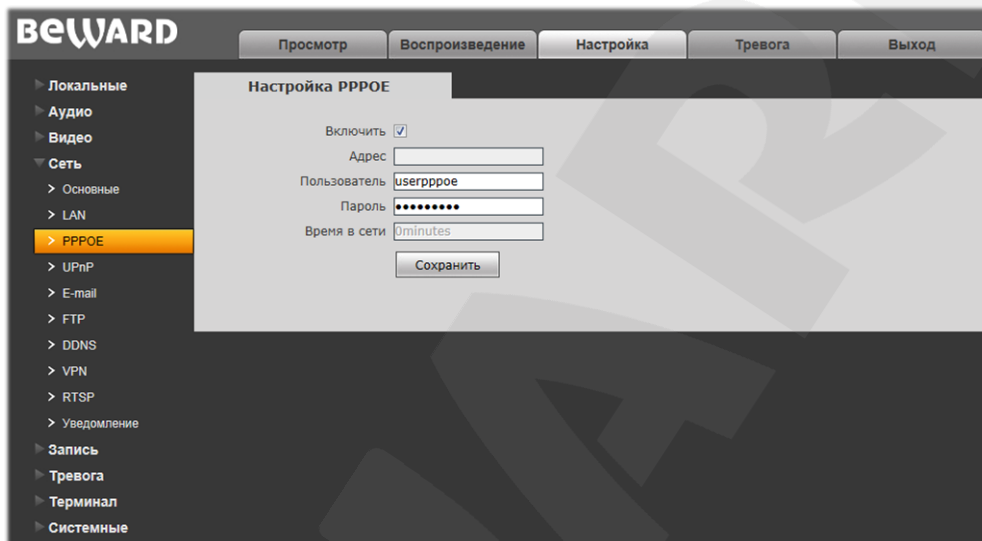 BEWARD
Просмотр Воспроизведение Настройка Тревога Выход
Локальные
Аудио
Видео
Сеть
Основные
LAN
PPPOE
UPnP
E-mail
FTP
DDNS
VPN
RTSP
Уведомление
Запись
Тревога
Терминал
Системные
Настройка PPPOE
Включить
Адрес
Пользователь userpppoe
Пароль •••••••••
Время в сети 0minutes
Сохранить